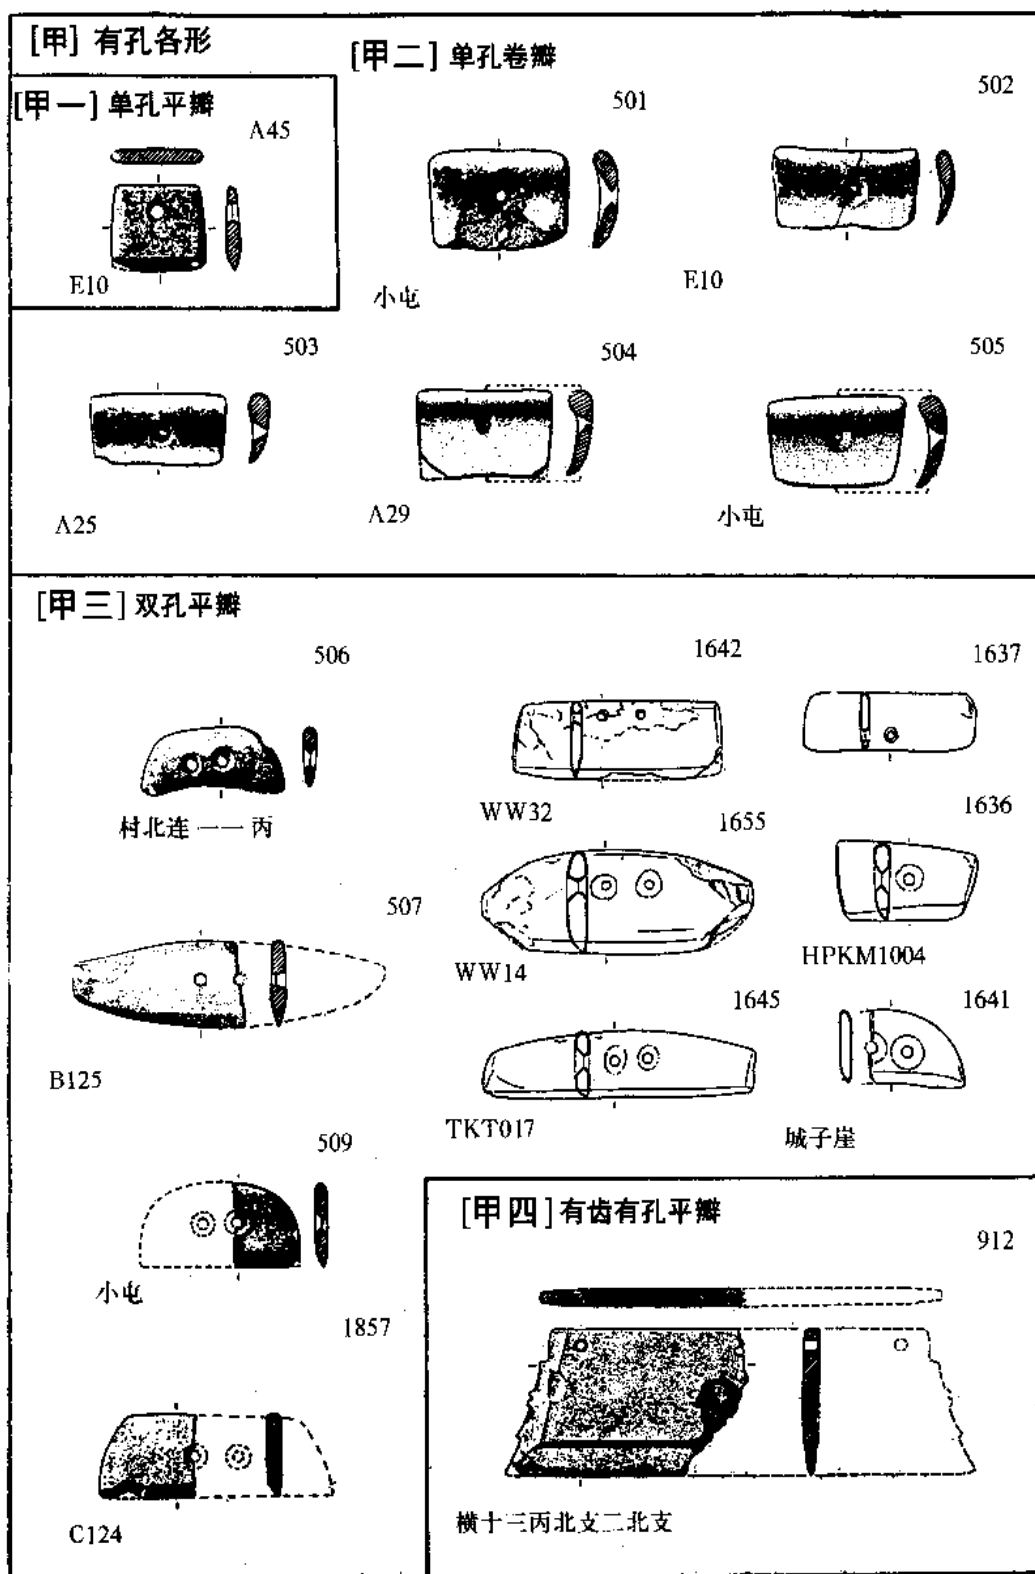 [甲] 有孔各形
[甲一] 单孔平瓣
A45
E10
[甲二] 单孔卷瓣
501
小屯
502
E10
503
A25
504
A29
505
小屯
[甲三] 双孔平瓣
506
村北连一一丙
507
B125
509
小屯
1857
C124
1642
WW32
1637
1655
WW14
1636
HPKM1004
1645
TKT017
1641
城子崖
[甲四] 有齿有孔平瓣
912
横十三丙北支二北支